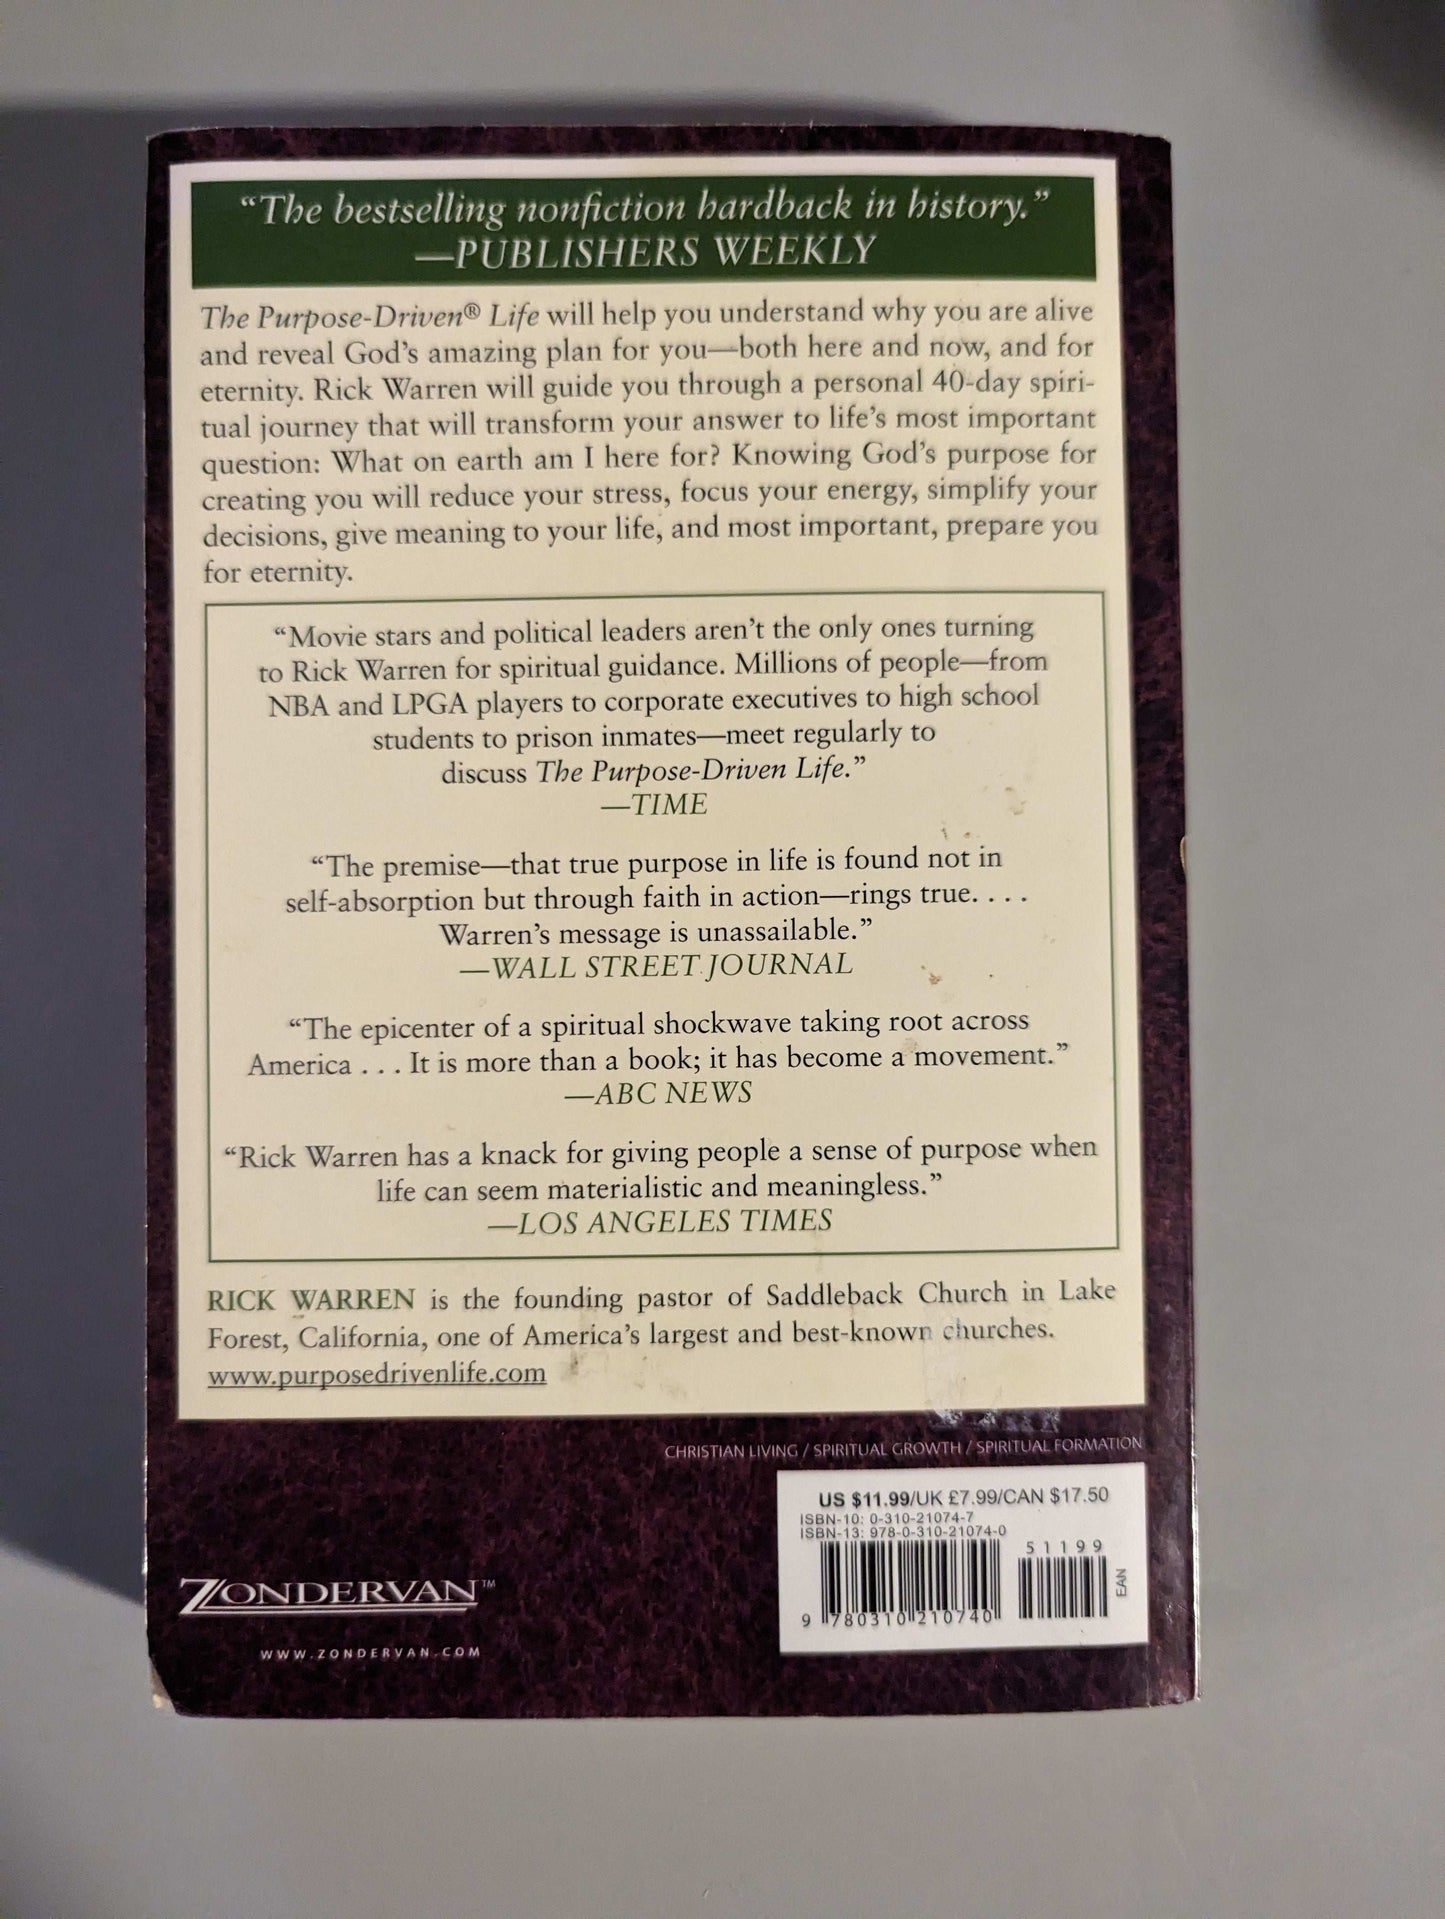 “The bestselling nonfiction hardback in history.”
—PUBLISHERS WEEKLY
The Purpose-Driven® Life will help you understand why you are alive
and reveal God’s amazing plan for you—both here and now, and for
eternity. Rick Warren will guide you through a personal 40-day spiri-
tual journey that will transform your answer to life’s most important
question: What on earth am I here for? Knowing God’s purpose for
creating you will reduce your stress, focus your energy, simplify your
decisions, give meaning to your life, and most important, prepare you
for eternity.
“Movie stars and political leaders aren’t the only ones turning
to Rick Warren for spiritual guidance. Millions of people—from
NBA and LPGA players to corporate executives to high school
students to prison inmates—meet regularly to
discuss The Purpose-Driven Life.”
—TIME
“The premise—that true purpose in life is found not in
self-absorption but through faith in action—rings true. . . .
Warren’s message is unassailable.”
—WALL STREET JOURNAL
“The epicenter of a spiritual shockwave taking root across
America . . . It is more than a book; it has become a movement.”
—ABC NEWS
“Rick Warren has a knack for giving people a sense of purpose when
life can seem materialistic and meaningless.”
—LOS ANGELES TIMES
RICK WARREN is the founding pastor of Saddleback Church in Lake
Forest, California, one of America’s largest and best-known churches.
www.purposedrivenlife.com
CHRISTIAN LIVING / SPIRITUAL GROWTH / SPIRITUAL FORMATION
US $11.99/UK £7.99/CAN $17.50
ISBN-10: 0-310-21074-7
ISBN-13: 978-0-310-21074-0
51199
EAN
9 780310 210740
ZONDERVAN™
WWW.ZONDERVAN.COM